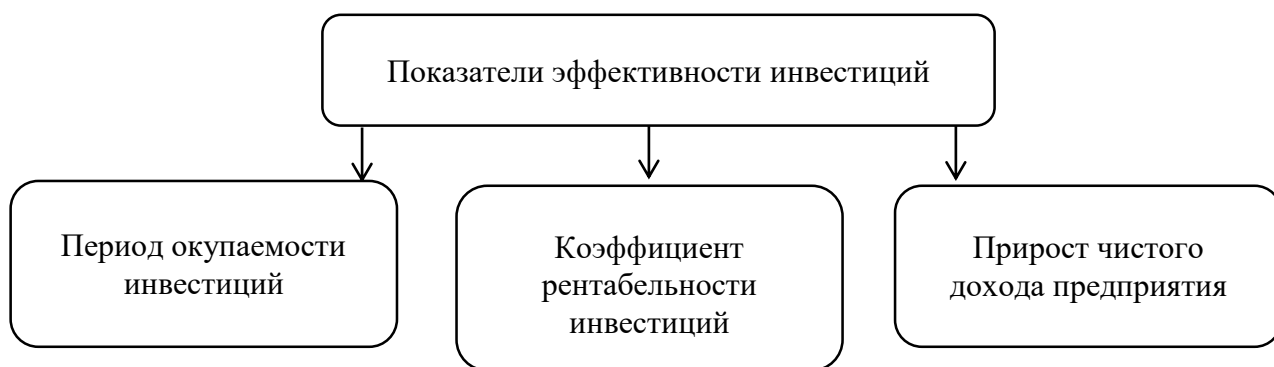 Показатели эффективности инвестиций
Период окупаемости
инвестиций
Коэффициент
рентабельности
инвестиций
Прирост чистого
дохода предприятия